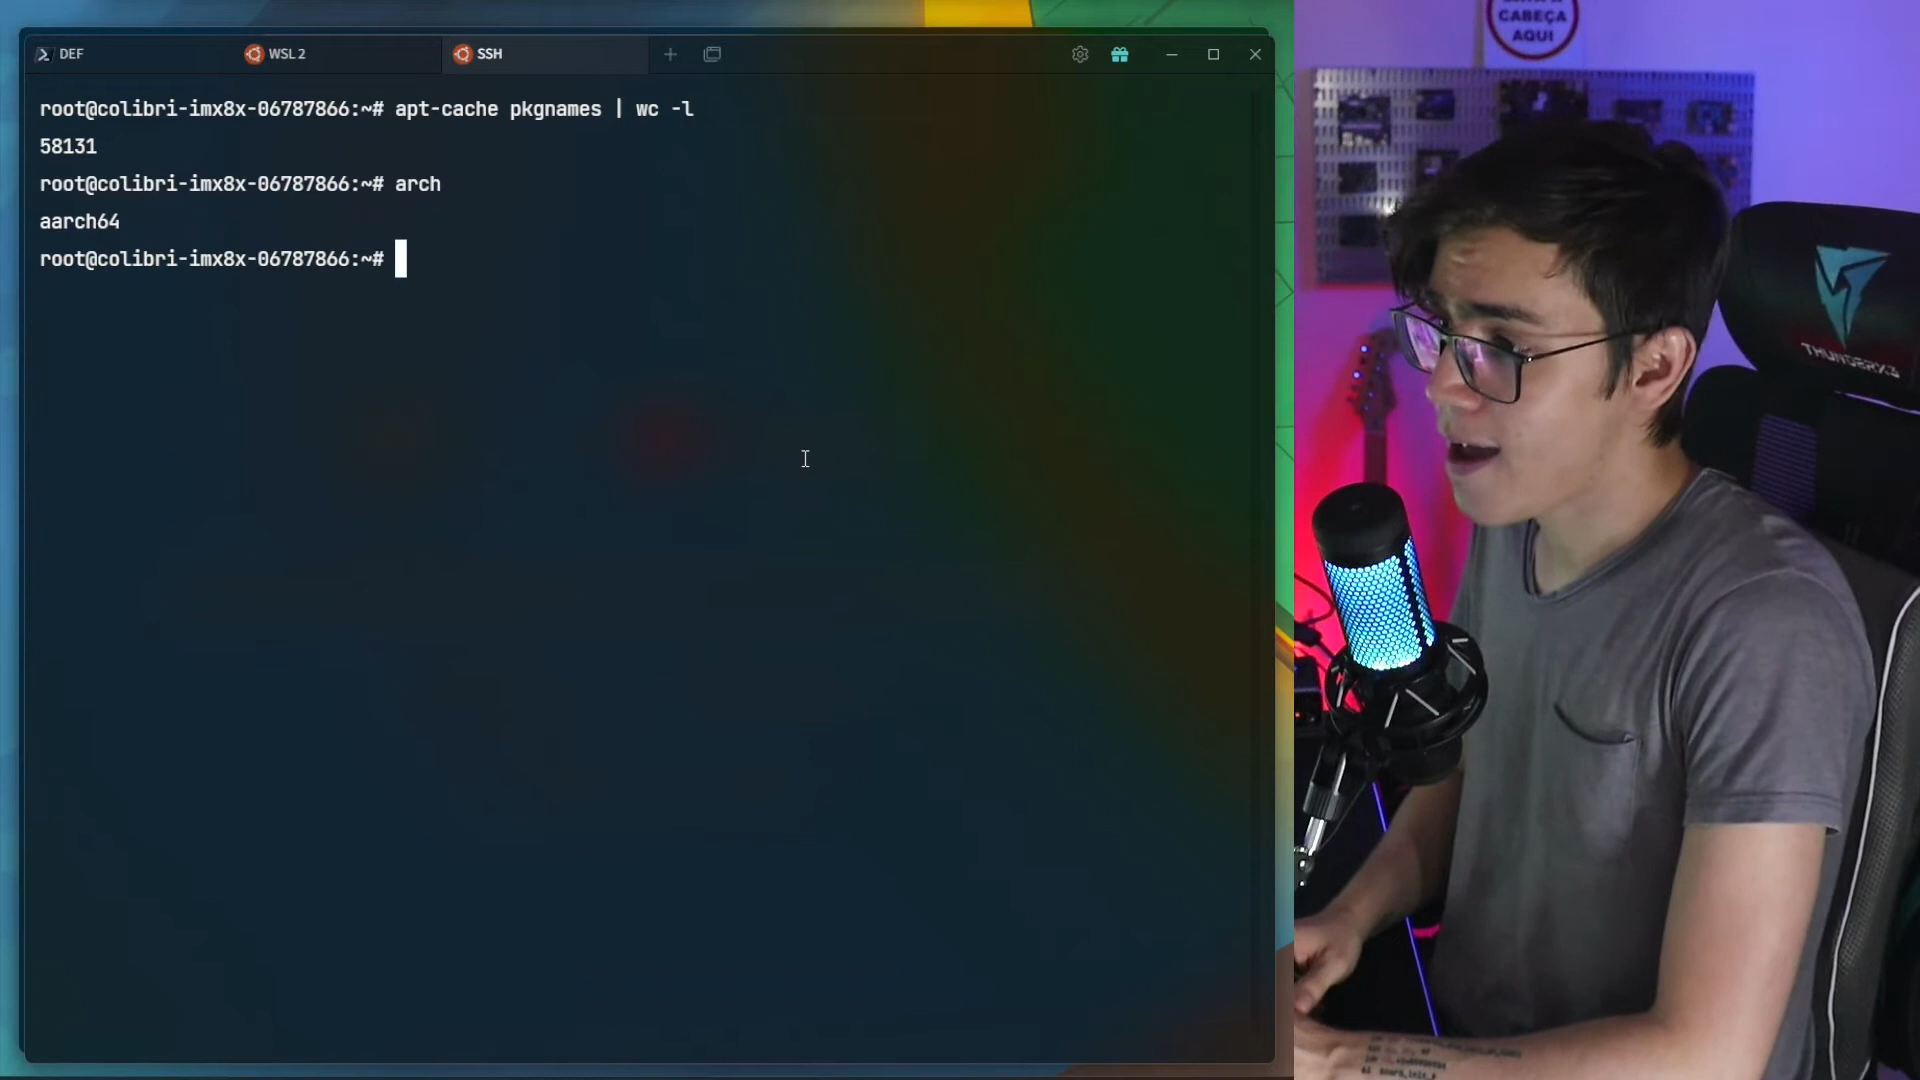 DEF
WSL 2
SSH
root@colibri-imx8x-06787866:~# apt-cache pkgnames | wc -l
58131
root@colibri-imx8x-06787866:~# arch
aarch64
root@colibri-imx8x-06787866:~#
CABEÇA
AQUI
THUNDERX3